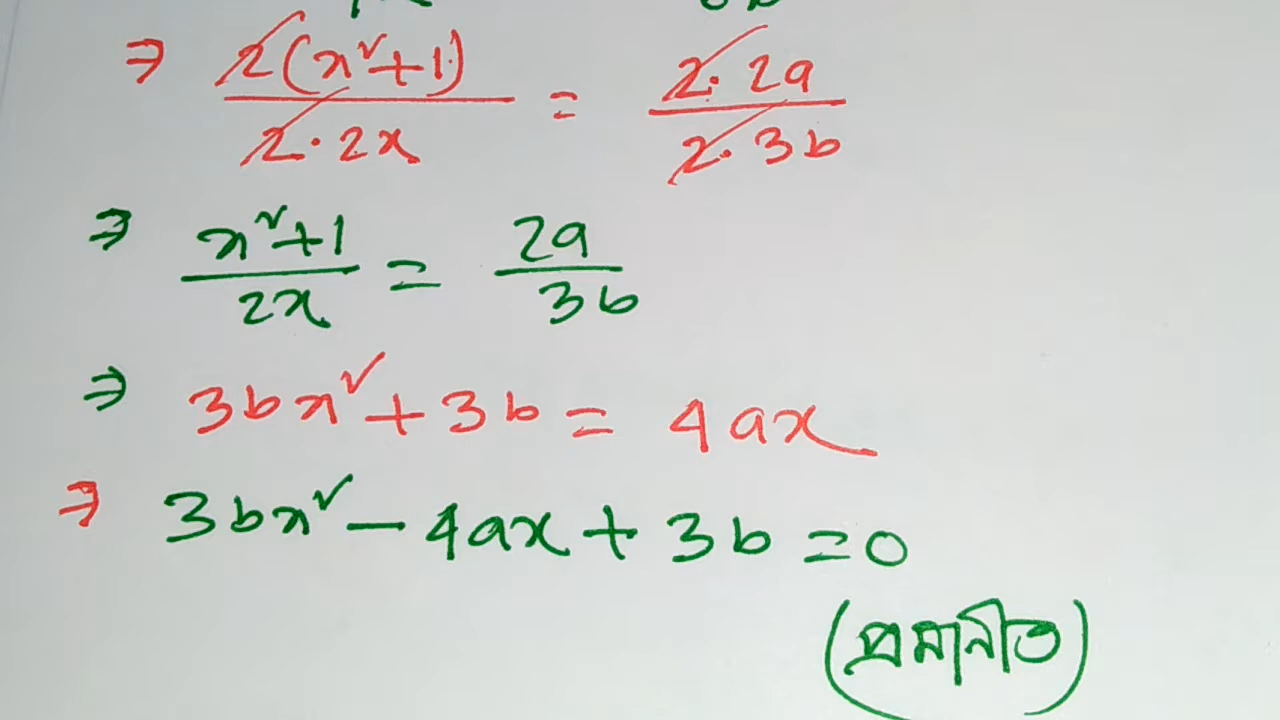 ⇒ 2(x²+1) / 2·2x = 2·2a / 2·3b
⇒ x²+1 / 2x = 2a / 3b
⇒ 3bx² + 3b = 4ax
⇒ 3bx² − 4ax + 3b = 0
(প্রমানীত)